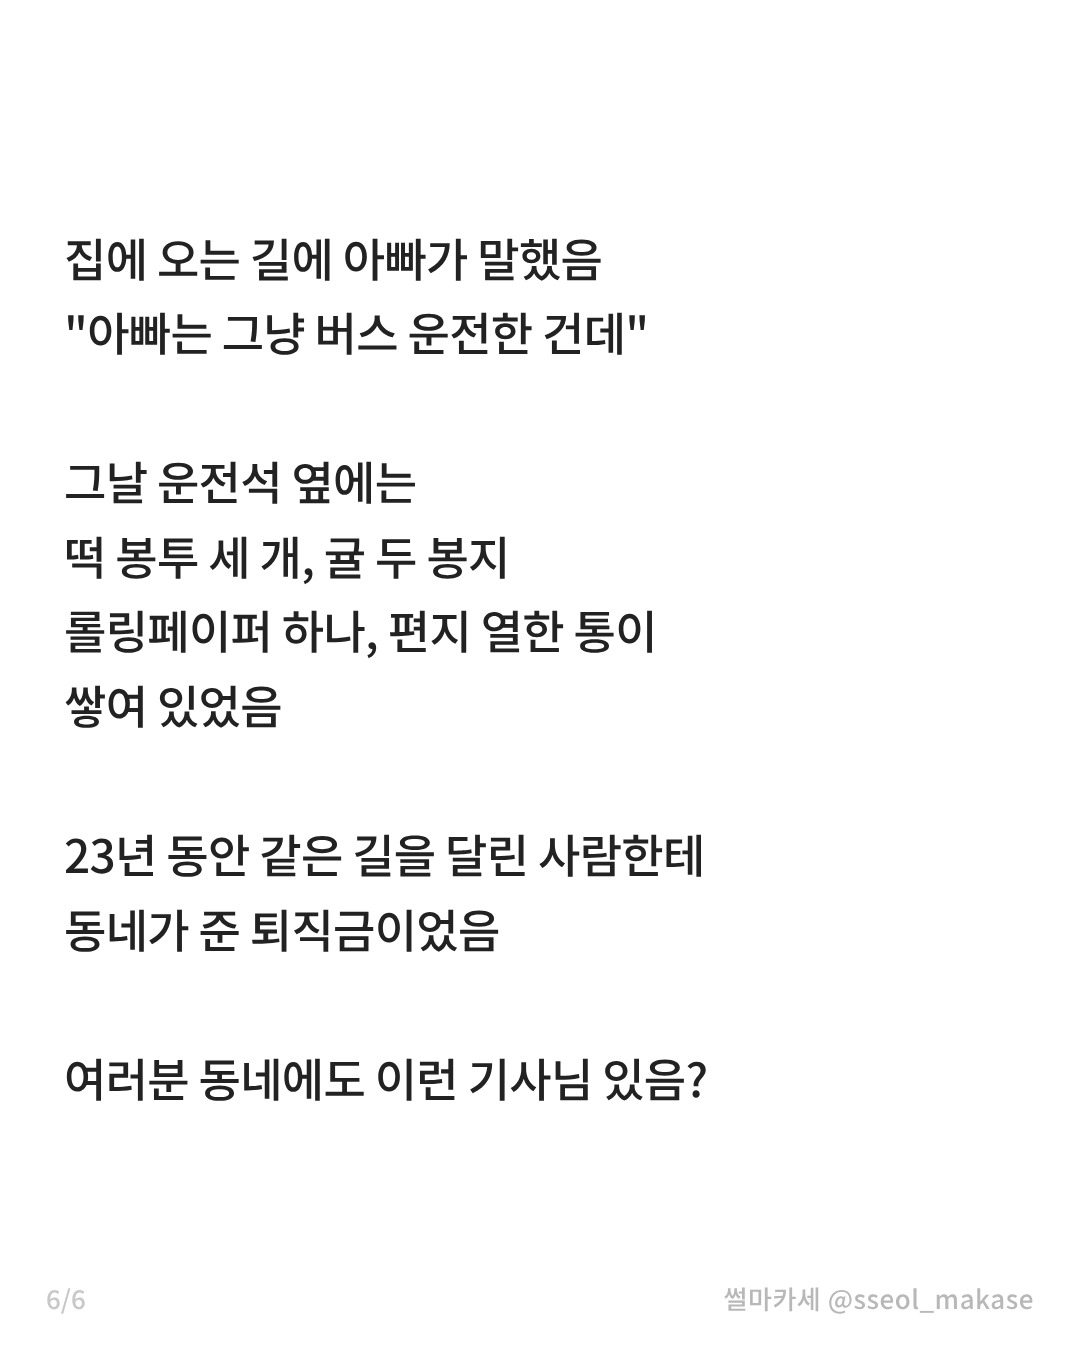 집에 오는 길에 아빠가 말했음
"아빠는 그냥 버스 운전한 건데"
그날 운전석 옆에는
떡 봉투 세 개, 귤 두 봉지
롤링페이퍼 하나, 편지 열한 통이
쌓여 있었음
23년 동안 같은 길을 달린 사람한테
동네가 준 퇴직금이었음
여러분 동네에도 이런 기사님 있음?
6/6
썰마카세 @sseol_makase